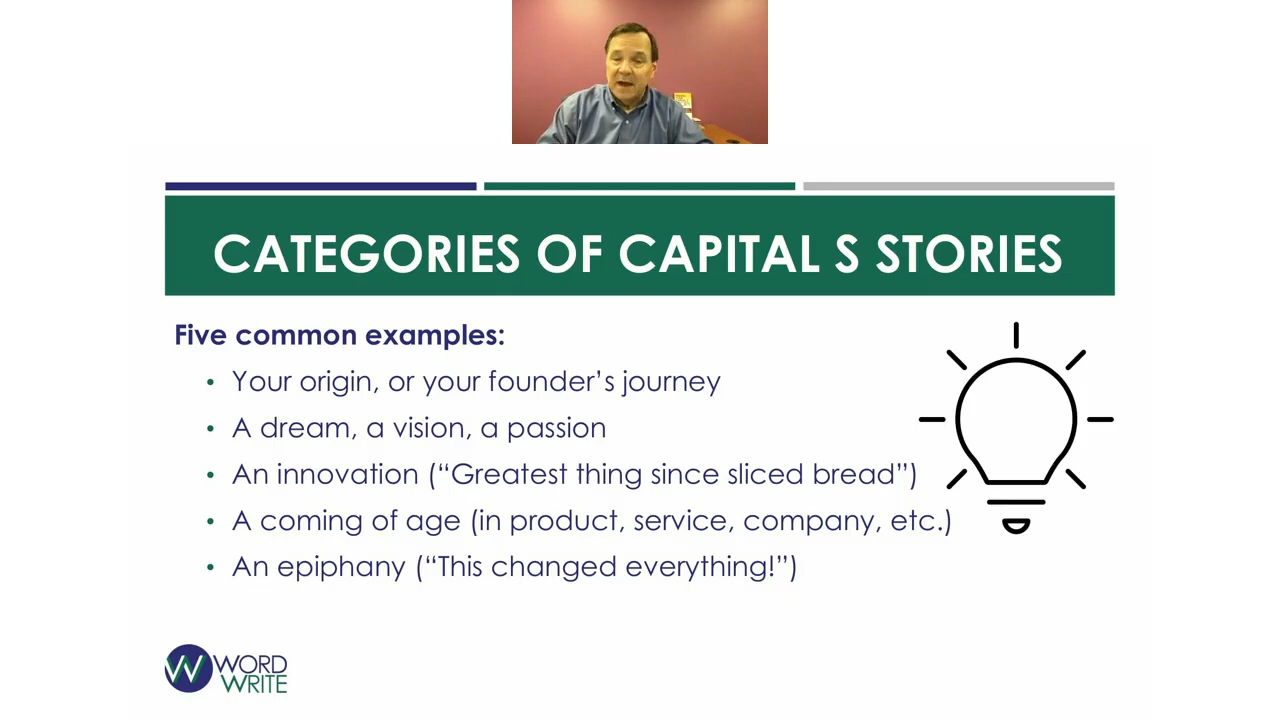 CATEGORIES OF CAPITAL S STORIES
Five common examples:
• Your origin, or your founder’s journey
• A dream, a vision, a passion
• An innovation (“Greatest thing since sliced bread”)
• A coming of age (in product, service, company, etc.)
• An epiphany (“This changed everything!”)
W WORD
WRITE